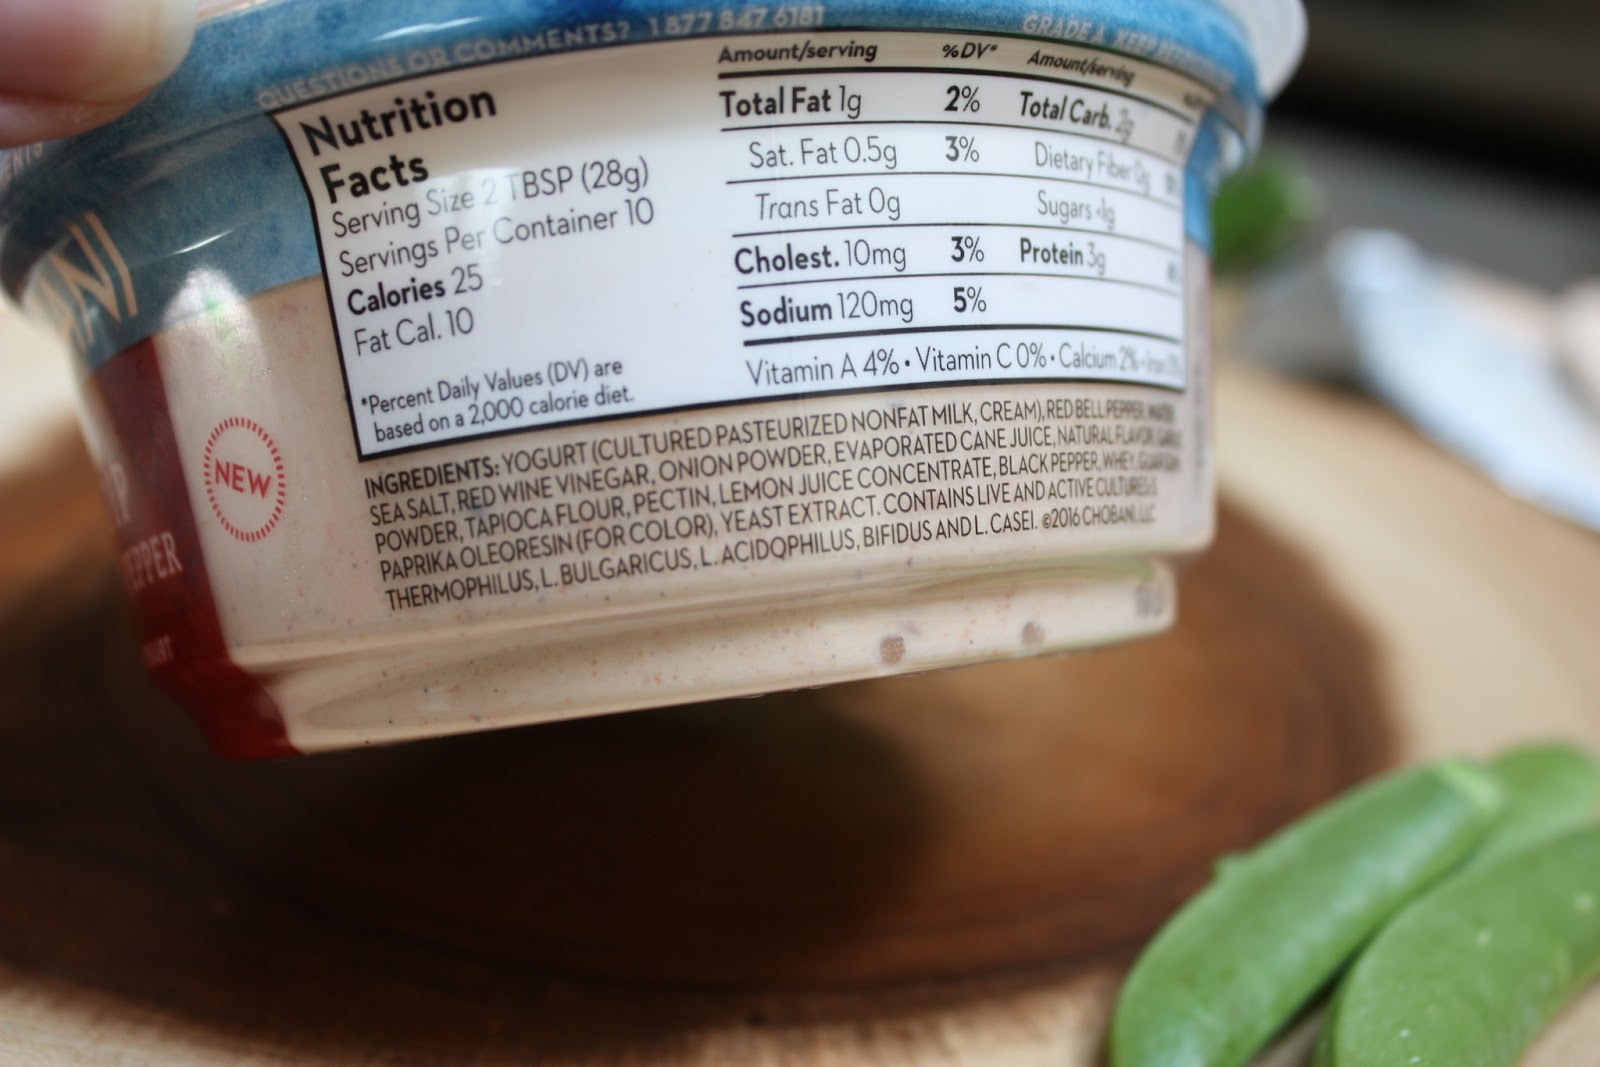 QUESTIONS OR COMMENTS? 1 877 847 6181
GRADE A KEEP
Nutrition
Facts
Serving Size 2 TBSP (28g)
Servings Per Container 10
Calories 25
Fat Cal. 10
*Percent Daily Values (DV) are
based on a 2,000 calorie diet.
Amount/serving %DV* Amount/serving
Total Fat 1g 2% Total Carb. 2g
Sat. Fat 0.5g 3% Dietary Fiber 0g
Trans Fat 0g Sugars <1g
Cholest. 10mg 3% Protein 3g
Sodium 120mg 5%
Vitamin A 4% • Vitamin C 0% • Calcium 2% •
INGREDIENTS: YOGURT (CULTURED PASTEURIZED NONFAT MILK, CREAM), RED BELL PEPPER, WATER,
SEA SALT, RED WINE VINEGAR, ONION POWDER, EVAPORATED CANE JUICE, NATURAL FLAVOR, GARLIC
POWDER, TAPIOCA FLOUR, PECTIN, LEMON JUICE CONCENTRATE, BLACK PEPPER, WHEY, GUAR GUM,
PAPRIKA OLEORESIN (FOR COLOR), YEAST EXTRACT. CONTAINS LIVE AND ACTIVE CULTURES: S.
THERMOPHILUS, L. BULGARICUS, L. ACIDOPHILUS, BIFIDUS AND L. CASEI. ©2016 CHOBANI, LLC
NEW
ANI
EPPER